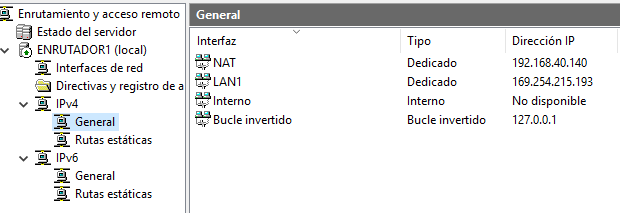 Enrutamiento y acceso remoto
Estado del servidor
ENRUTADOR1 (local)
Interfaces de red
Directivas y registro de a
IPv4
General
Rutas estáticas
IPv6
General
Rutas estáticas
General
Interfaz Tipo Dirección IP
NAT Dedicado 192.168.40.140
LAN1 Dedicado 169.254.215.193
Interno Interno No disponible
Bucle invertido Bucle invertido 127.0.0.1